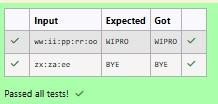 Input Expected Got
✓ ww:ii:pp:rr:oo WIPRO WIPRO ✓
✓ zx:za:ee BYE BYE ✓
Passed all tests! ✓